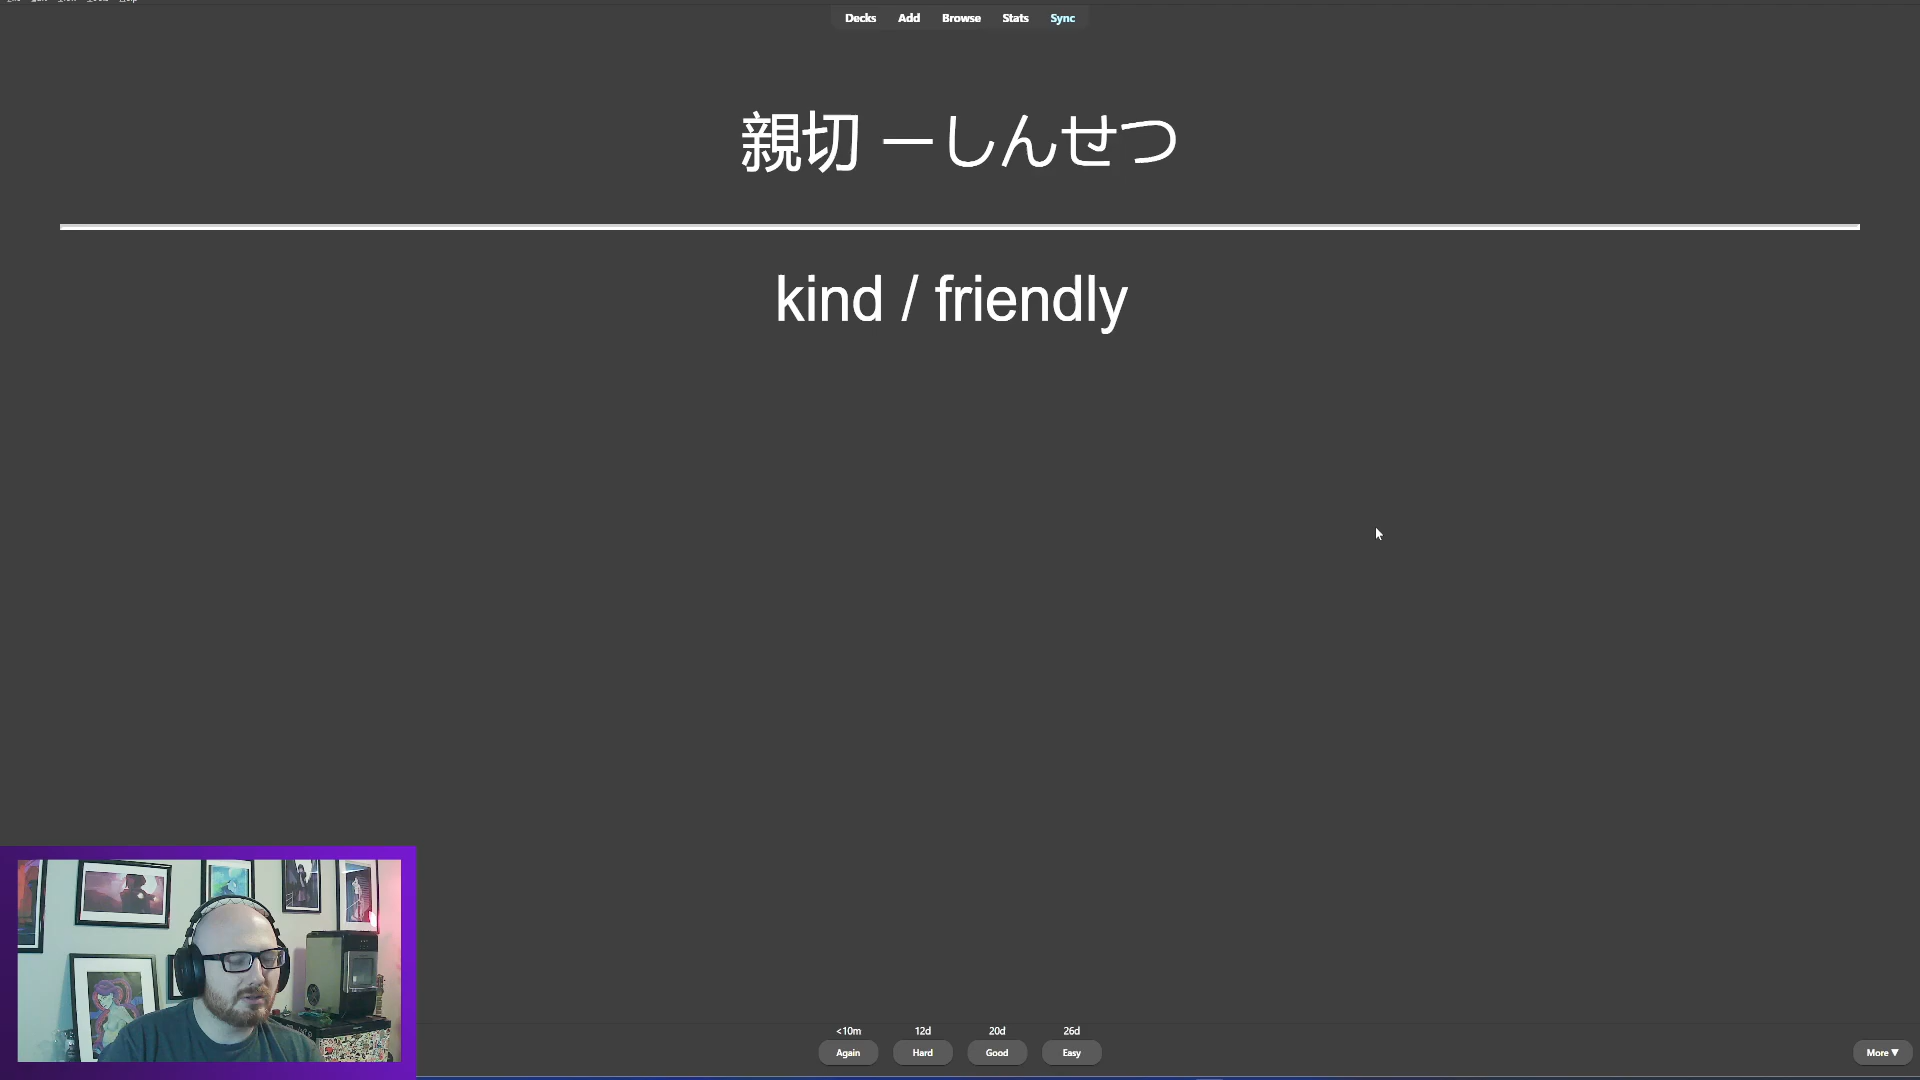 Decks Add Browse Stats Sync
親切 ーしんせつ
kind / friendly
<10m 12d 20d 26d
Again Hard Good Easy
More ▼